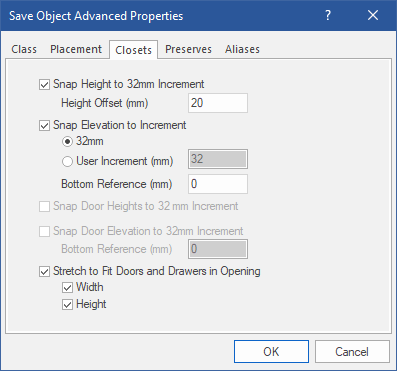 Save Object Advanced Properties ? ×
Class Placement Closets Preserves Aliases
Snap Height to 32mm Increment
Height Offset (mm) 20
Snap Elevation to Increment
32mm
User Increment (mm) 32
Bottom Reference (mm) 0
Snap Door Heights to 32 mm Increment
Snap Door Elevation to 32mm Increment
Bottom Reference (mm) 0
Stretch to Fit Doors and Drawers in Opening
Width
Height
OK Cancel